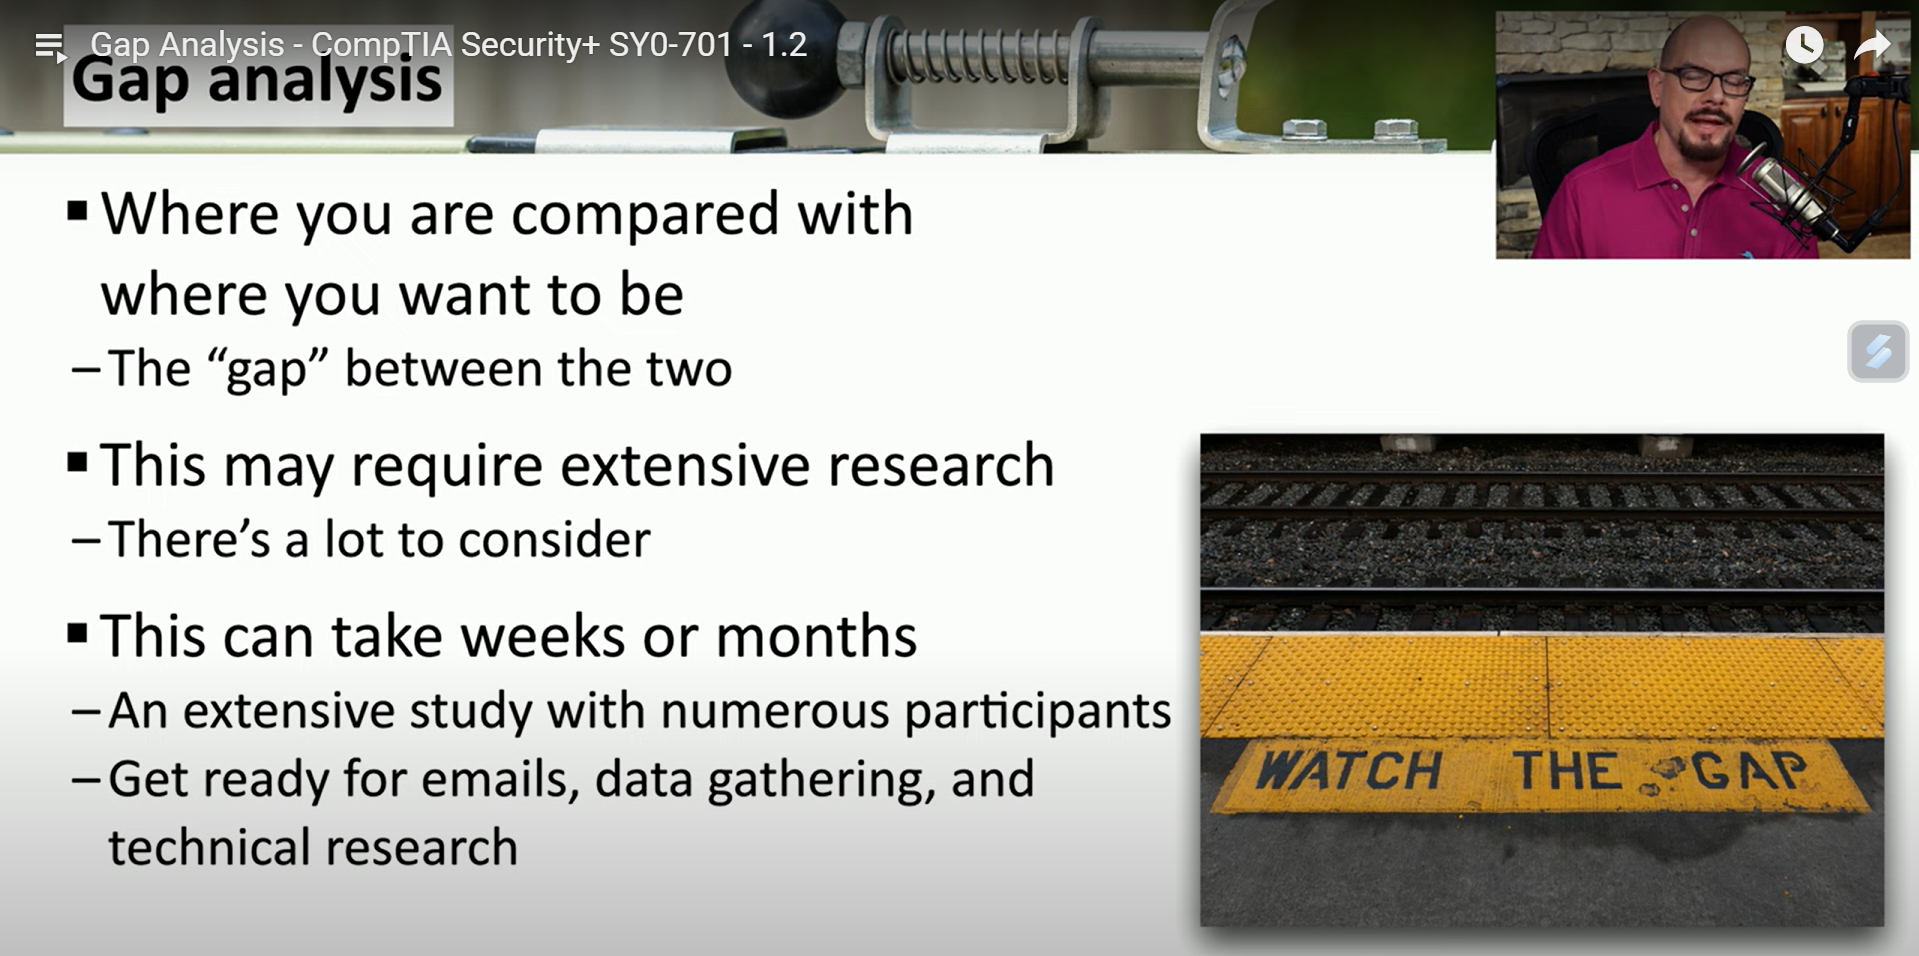 Gap Analysis - CompTIA Security+ SY0-701 - 1.2
Gap analysis
▪ Where you are compared with
where you want to be
– The “gap” between the two
▪ This may require extensive research
– There’s a lot to consider
▪ This can take weeks or months
– An extensive study with numerous participants
– Get ready for emails, data gathering, and
technical research
WATCH THE GAP